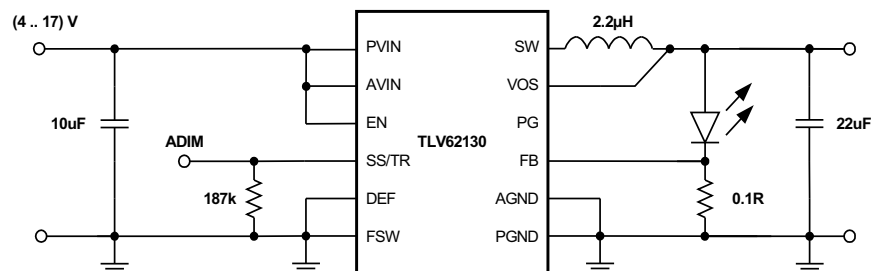 (4 .. 17) V
2.2µH
PVIN
SW
AVIN
VOS
EN
PG
10uF
ADIM
TLV62130
22uF
SS/TR
FB
187k
DEF
AGND
0.1R
FSW
PGND